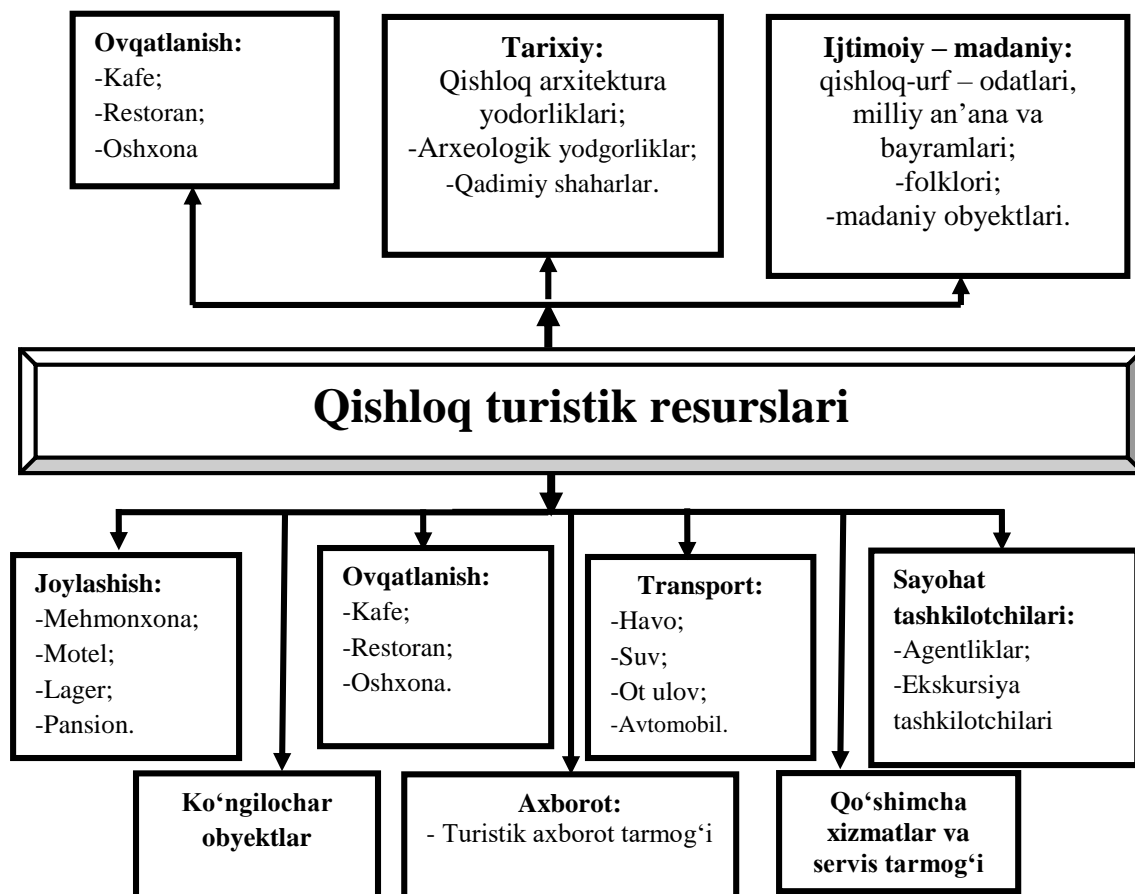 Ovqatlanish:
-Kafe;
-Restoran;
-Oshxona
Tarixiy:
Qishloq arxitektura
yodorliklari;
-Arxeologik yodgorliklar;
-Qadimiy shaharlar.
Ijtimoiy – madaniy:
qishloq-urf – odatlari,
milliy an’ana va
bayramlari;
-folklori;
-madaniy obyektlari.
Qishloq turistik resurslari
Joylashish:
-Mehmonxona;
-Motel;
-Lager;
-Pansion.
Ovqatlanish:
-Kafe;
-Restoran;
-Oshxona.
Transport:
-Havo;
-Suv;
-Ot ulov;
-Avtomobil.
Sayohat
tashkilotchilari:
-Agentliklar;
-Ekskursiya
tashkilotchilari
Ko‘ngilochar
obyektlar
Axborot:
- Turistik axborot tarmog‘i
Qo‘shimcha
xizmatlar va
servis tarmog‘i